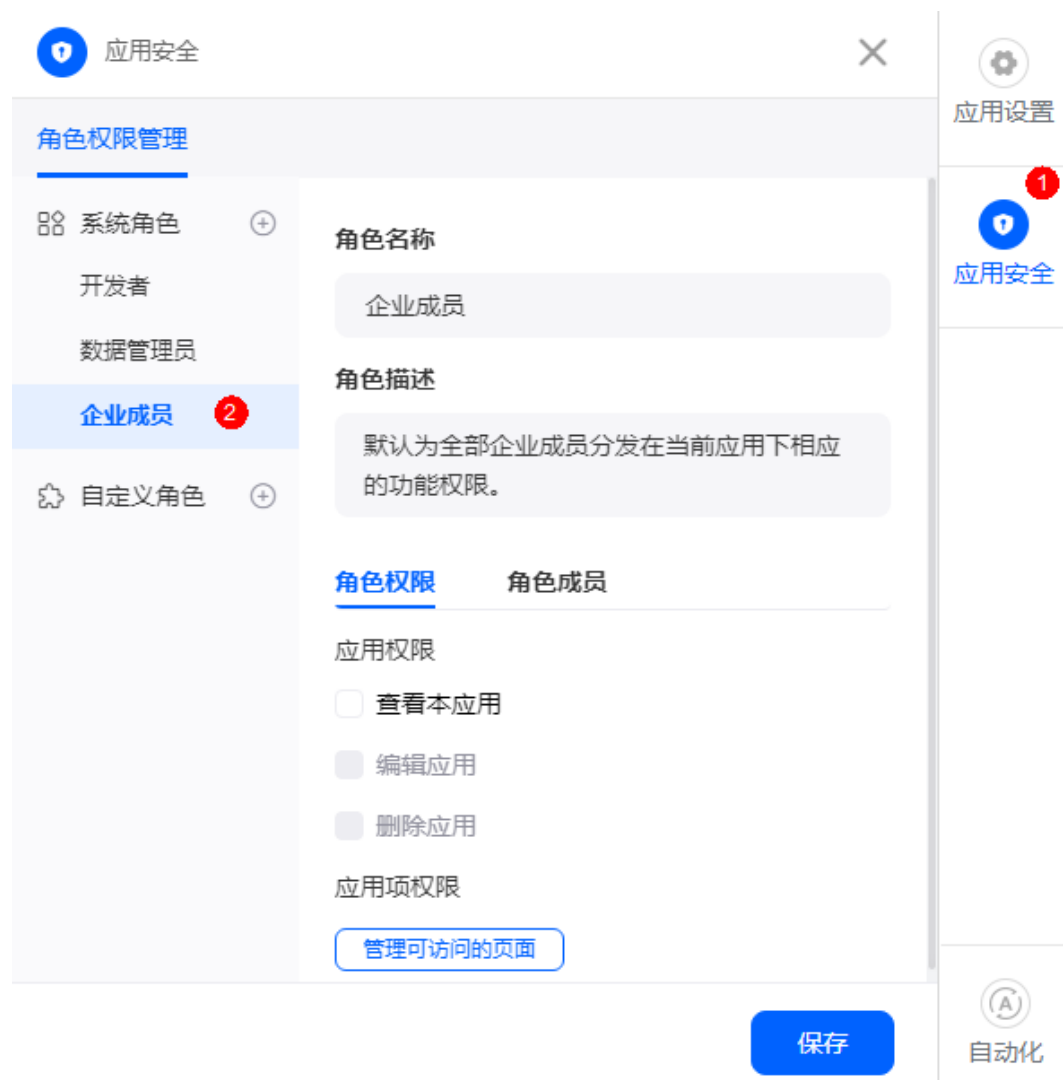 应用安全
角色权限管理
系统角色
开发者
数据管理员
企业成员 2
自定义角色
角色名称
企业成员
角色描述
默认为全部企业成员分发在当前应用下相应
的功能权限。
角色权限 角色成员
应用权限
查看本应用
编辑应用
删除应用
应用项权限
管理可访问的页面
保存
应用设置
1
应用安全
A
自动化